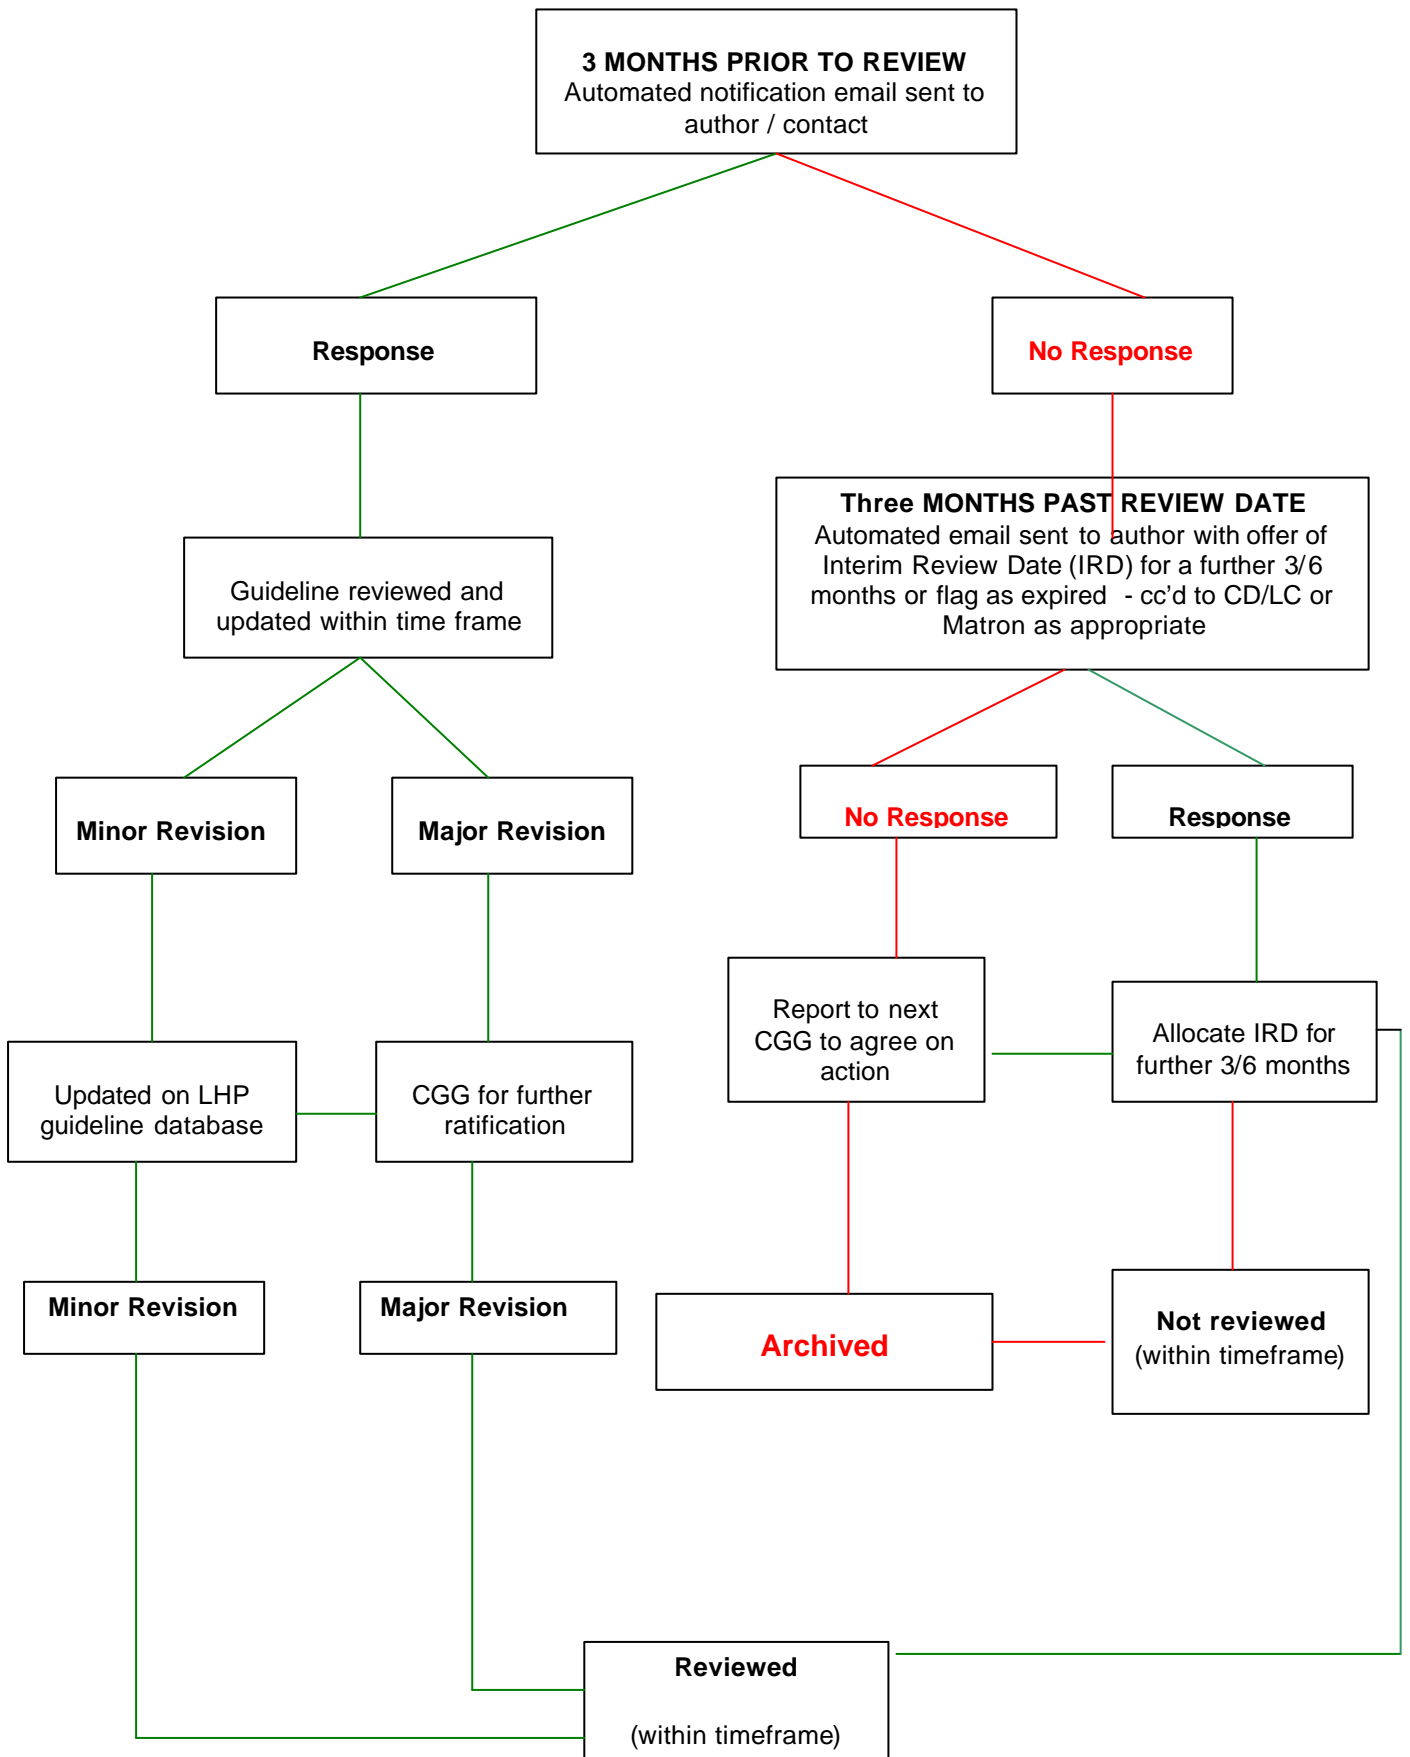 3 MONTHS PRIOR TO REVIEW
Automated notification email sent to
author / contact
Response
No Response
Three MONTHS PAST REVIEW DATE
Automated email sent to author with offer of
Interim Review Date (IRD) for a further 3/6
months or flag as expired - cc'd to CD/LC or
Matron as appropriate
Guideline reviewed and
updated within time frame
Minor Revision
Major Revision
No Response
Response
Report to next
CGG to agree on
action
Allocate IRD for
further 3/6 months
Updated on LHP
guideline database
CGG for further
ratification
Minor Revision
Major Revision
Archived
Not reviewed
(within timeframe)
Reviewed
(within timeframe)